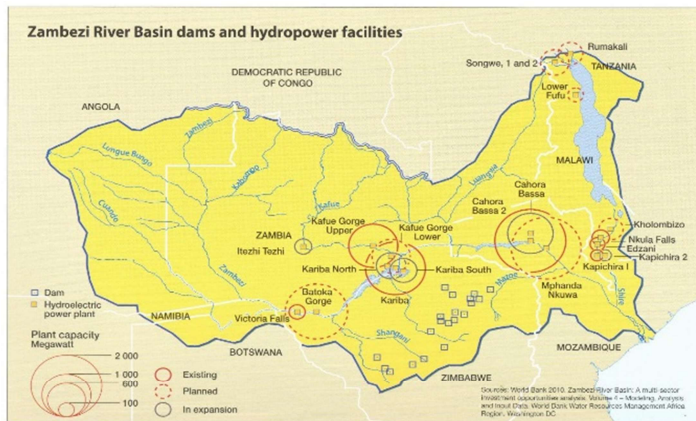 Zambezi River Basin dams and hydropower facilities
Rumakali
Songwe, 1 and 2
TANZANIA
DEMOCRATIC REPUBLIC
OF CONGO
Lower
Fufu
ANGOLA
Zambezi
Longue Bungo
Kabompo
MALAWI
Luangwa
Cahora
Bassa
Cuando
Kafue
Cahora
Bassa 2
Kholombizo
Kafue Gorge
Upper
Kafue Gorge
Lower
ZAMBIA
Nkula Falls
Edzani
Itezhi Tezhi
Kapichira 2
Kapichira I
Kariba North
Kariba South
Zambezi
Mazoe
Mphanda
Nkuwa
Shire
Dam
Batoka
Gorge
Kariba
Hydroelectric
power plant
NAMIBIA
Victoria Falls
Plant capacity
Megawatt
Shangani
MOZAMBIQUE
BOTSWANA
2 000
1 000
600
100
Existing
Planned
In expansion
ZIMBABWE
Sources: World Bank 2010. Zambezi River Basin: A multi-sector
investment opportunities analysis, Volume 4 – Modeling, Analysis
and Input Data. World Bank Water Resources Management Africa
Region. Washington DC